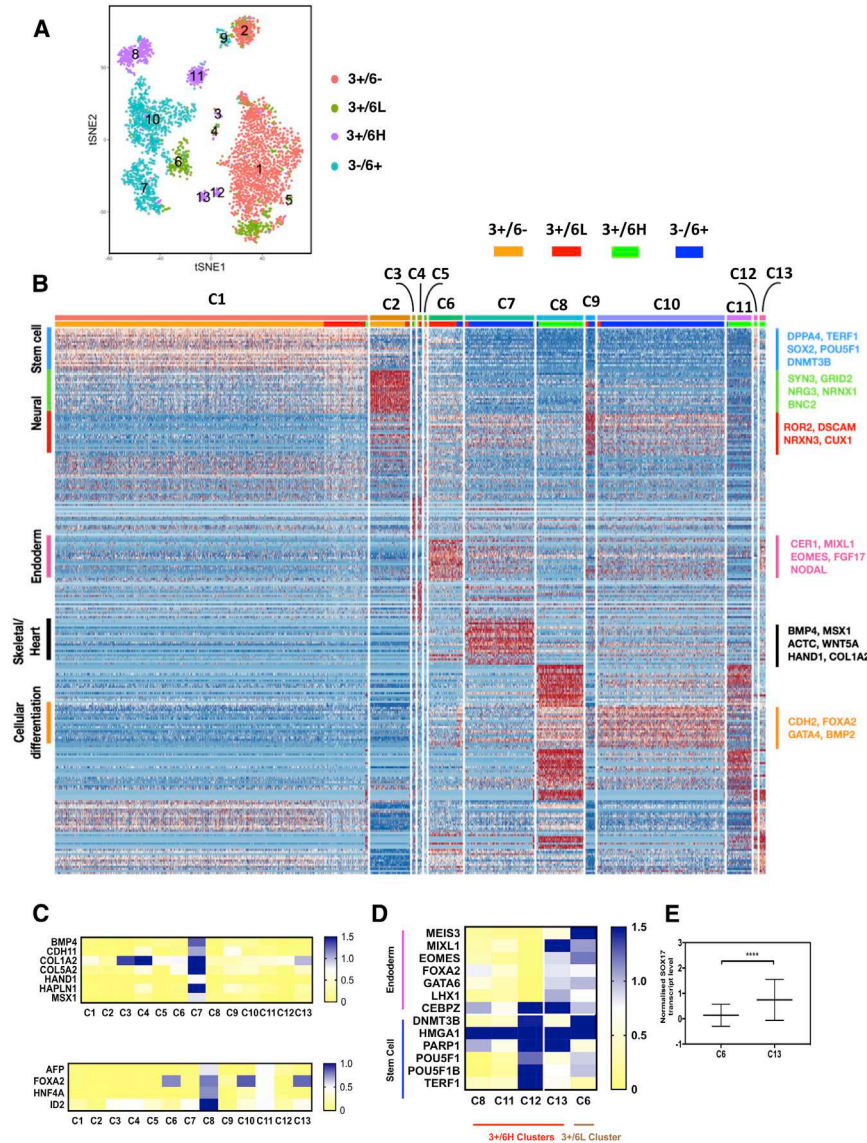 A
tSNE2
50
0
-50
1
2
3
4
5
6
7
8
9
10
11
12
13
-80
-40
0
40
80
tSNE1
3+/6-
3+/6L
3+/6H
3-/6+
3+/6- 3+/6L 3+/6H 3-/6+
B
C1 C2 C3 C4 C5 C6 C7 C8 C9 C10 C11 C12 C13
Stem cell
Neural
Endoderm
Skeletal/
Heart
Cellular
differentiation
DPPA4, TERF1
SOX2, POU5F1
DNMT3B
SYN3, GRID2
NRG3, NRNX1
BNC2
ROR2, DSCAM
NRXN3, CUX1
CER1, MIXL1
EOMES, FGF17
NODAL
BMP4, MSX1
ACTC, WNT5A
HAND1, COL1A2
CDH2, FOXA2
GATA4, BMP2
C
BMP4
CDH11
COL1A2
COL5A2
HAND1
HAPLN1
MSX1
C1 C2 C3 C4 C5 C6 C7 C8 C9 C10 C11 C12 C13
1.5
1.0
0.5
0
AFP
FOXA2
HNF4A
ID2
C1 C2 C3 C4 C5 C6 C7 C8 C9 C10 C11 C12 C13
1.0
0.5
0
D
Endoderm
Stem Cell
MEIS3
MIXL1
EOMES
FOXA2
GATA6
LHX1
CEBPZ
DNMT3B
HMGA1
PARP1
POU5F1
POU5F1B
TERF1
C8 C11 C12 C13 C6
3+/6H Clusters 3+/6L Cluster
1.5
1.0
0.5
0
E
Normalised SOX17
transcript level
3
2
1
0
-1
****
C6 C13